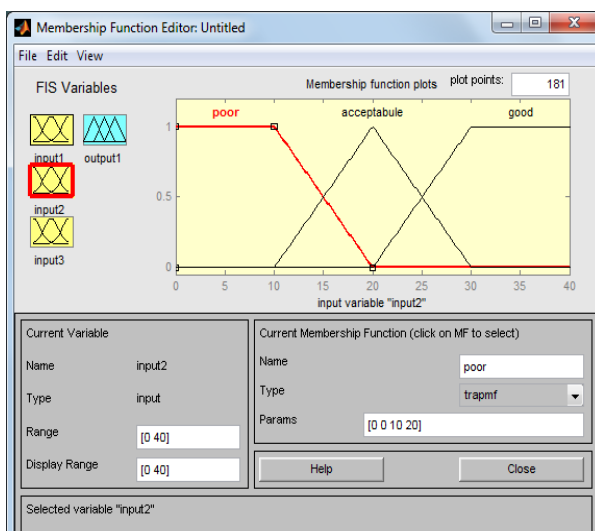 Membership Function Editor: Untitled
File Edit View
FIS Variables
Membership function plots plot points: 181
input1 output1
input2
input3
poor acceptabule good
1
0.5
0
0 5 10 15 20 25 30 35 40
input variable "input2"
Current Variable
Name input2
Type input
Range [0 40]
Display Range [0 40]
Current Membership Function (click on MF to select)
Name poor
Type trapmf
Params [0 0 10 20]
Help Close
Selected variable "input2"